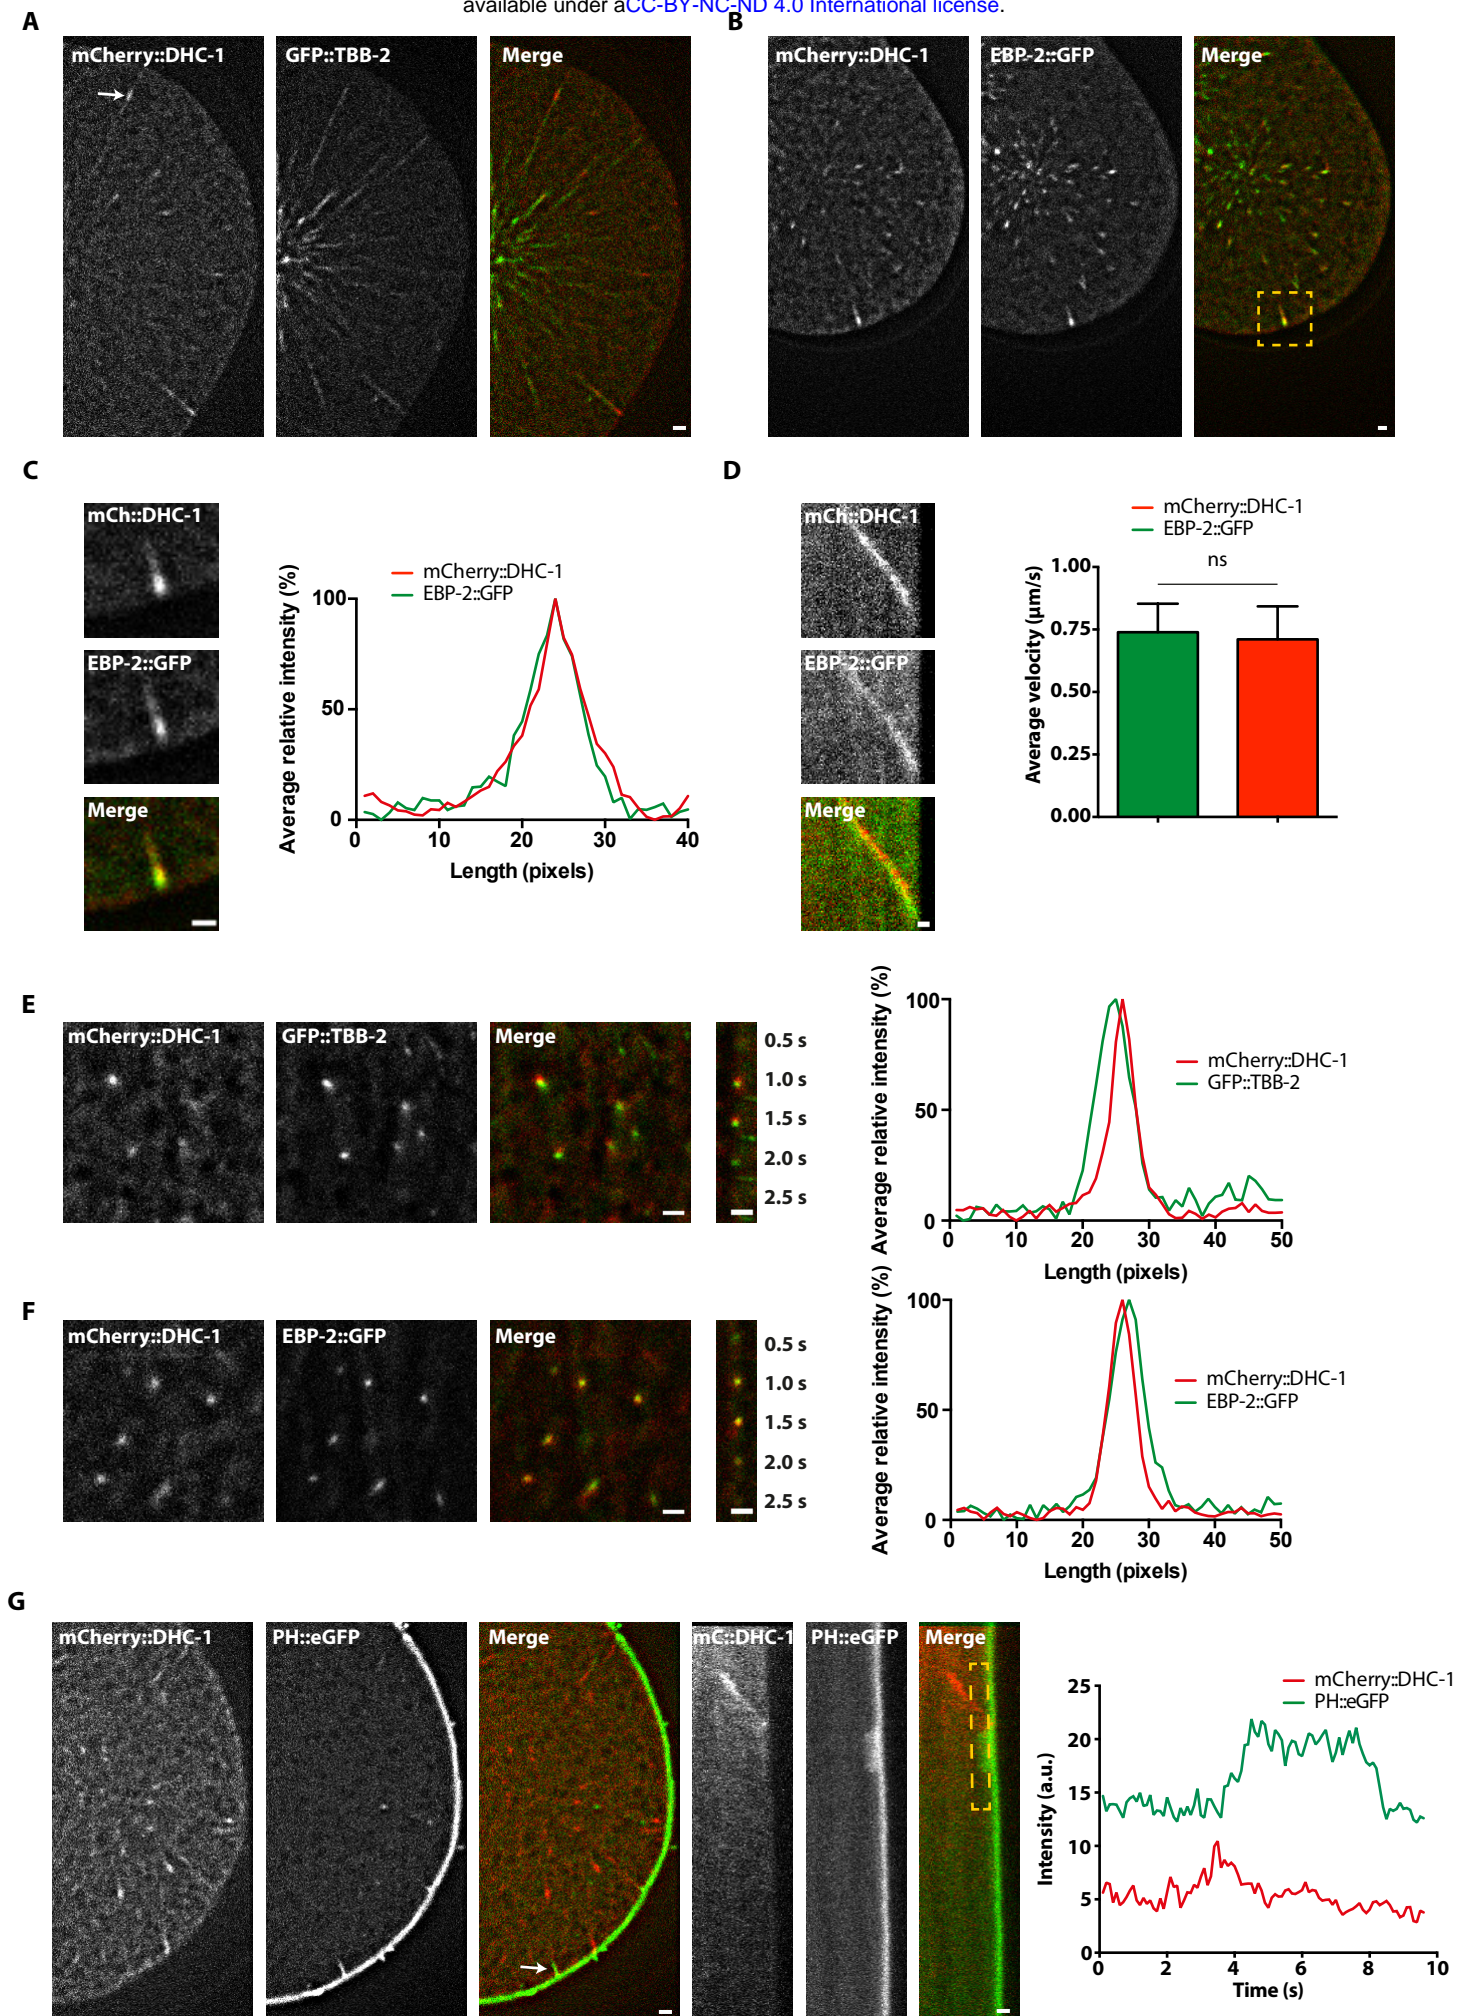 available under aCC-BY-NC-ND 4.0 International license.
A
mCherry::DHC-1
GFP::TBB-2
Merge
B
mCherry::DHC-1
EBP-2::GFP
Merge
C
mCh::DHC-1
EBP-2::GFP
Merge
mCherry::DHC-1
EBP-2::GFP
Average relative intensity (%)
100
50
0
0 10 20 30 40
Length (pixels)
D
mCh::DHC-1
EBP-2::GFP
Merge
mCherry::DHC-1
EBP-2::GFP
ns
Average velocity (µm/s)
1.00
0.75
0.50
0.25
0.00
E
mCherry::DHC-1
GFP::TBB-2
Merge
0.5 s
1.0 s
1.5 s
2.0 s
2.5 s
Average relative intensity (%)
100
50
0
mCherry::DHC-1
GFP::TBB-2
0 10 20 30 40 50
Length (pixels)
F
mCherry::DHC-1
EBP-2::GFP
Merge
0.5 s
1.0 s
1.5 s
2.0 s
2.5 s
Average relative intensity (%)
100
50
0
mCherry::DHC-1
EBP-2::GFP
0 10 20 30 40 50
Length (pixels)
G
mCherry::DHC-1
PH::eGFP
Merge
mC::DHC-1
PH::eGFP
Merge
mCherry::DHC-1
PH::eGFP
Intensity (a.u.)
25
20
15
10
5
0
0 2 4 6 8 10
Time (s)